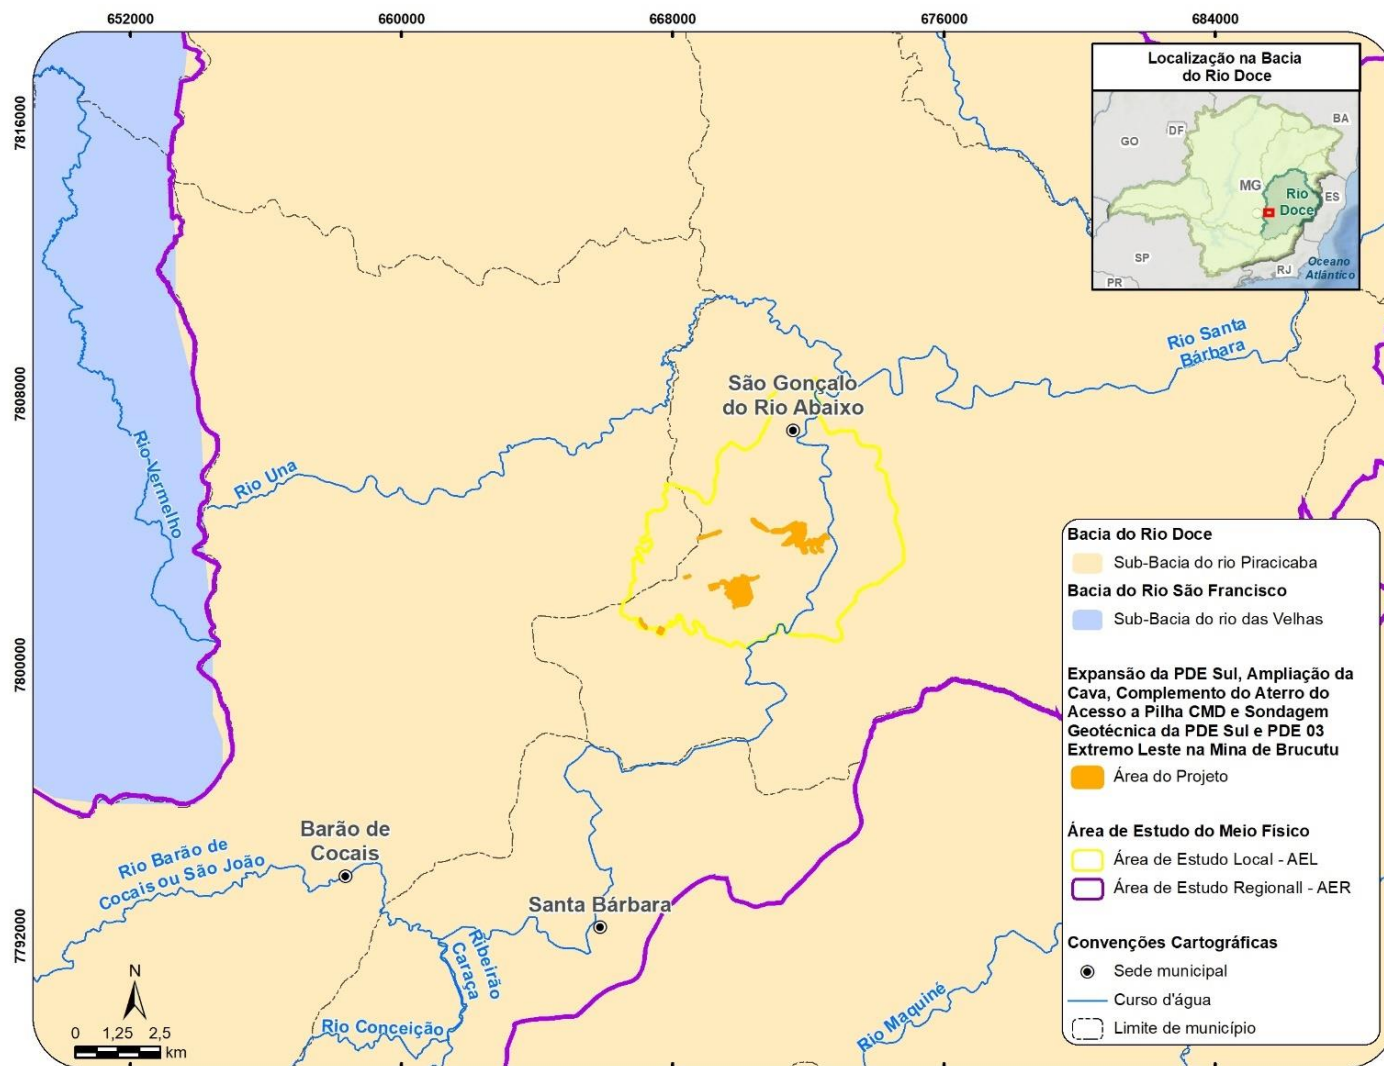 652000
660000
668000
676000
684000
7816000
7808000
7800000
7792000
Localização na Bacia
do Rio Doce
GO
DF
BA
MG
Rio
Doce
ES
SP
RJ
PR
Oceano
Atlântico
Rio Santa
Bárbara
São Gonçalo
do Rio Abaixo
Rio Vermelho
Rio Una
Barão de
Cocais
Rio Barão de
Cocais ou São João
Santa Bárbara
Ribeirão
Caraça
Rio Conceição
Rio Maquiné
N
0 1,25 2,5
km
Bacia do Rio Doce
Sub-Bacia do rio Piracicaba
Bacia do Rio São Francisco
Sub-Bacia do rio das Velhas
Expansão da PDE Sul, Ampliação da
Cava, Complemento do Aterro do
Acesso a Pilha CMD e Sondagem
Geotécnica da PDE Sul e PDE 03
Extremo Leste na Mina de Brucutu
Área do Projeto
Área de Estudo do Meio Físico
Área de Estudo Local - AEL
Área de Estudo Regionall - AER
Convenções Cartográficas
Sede municipal
Curso d'água
Limite de município